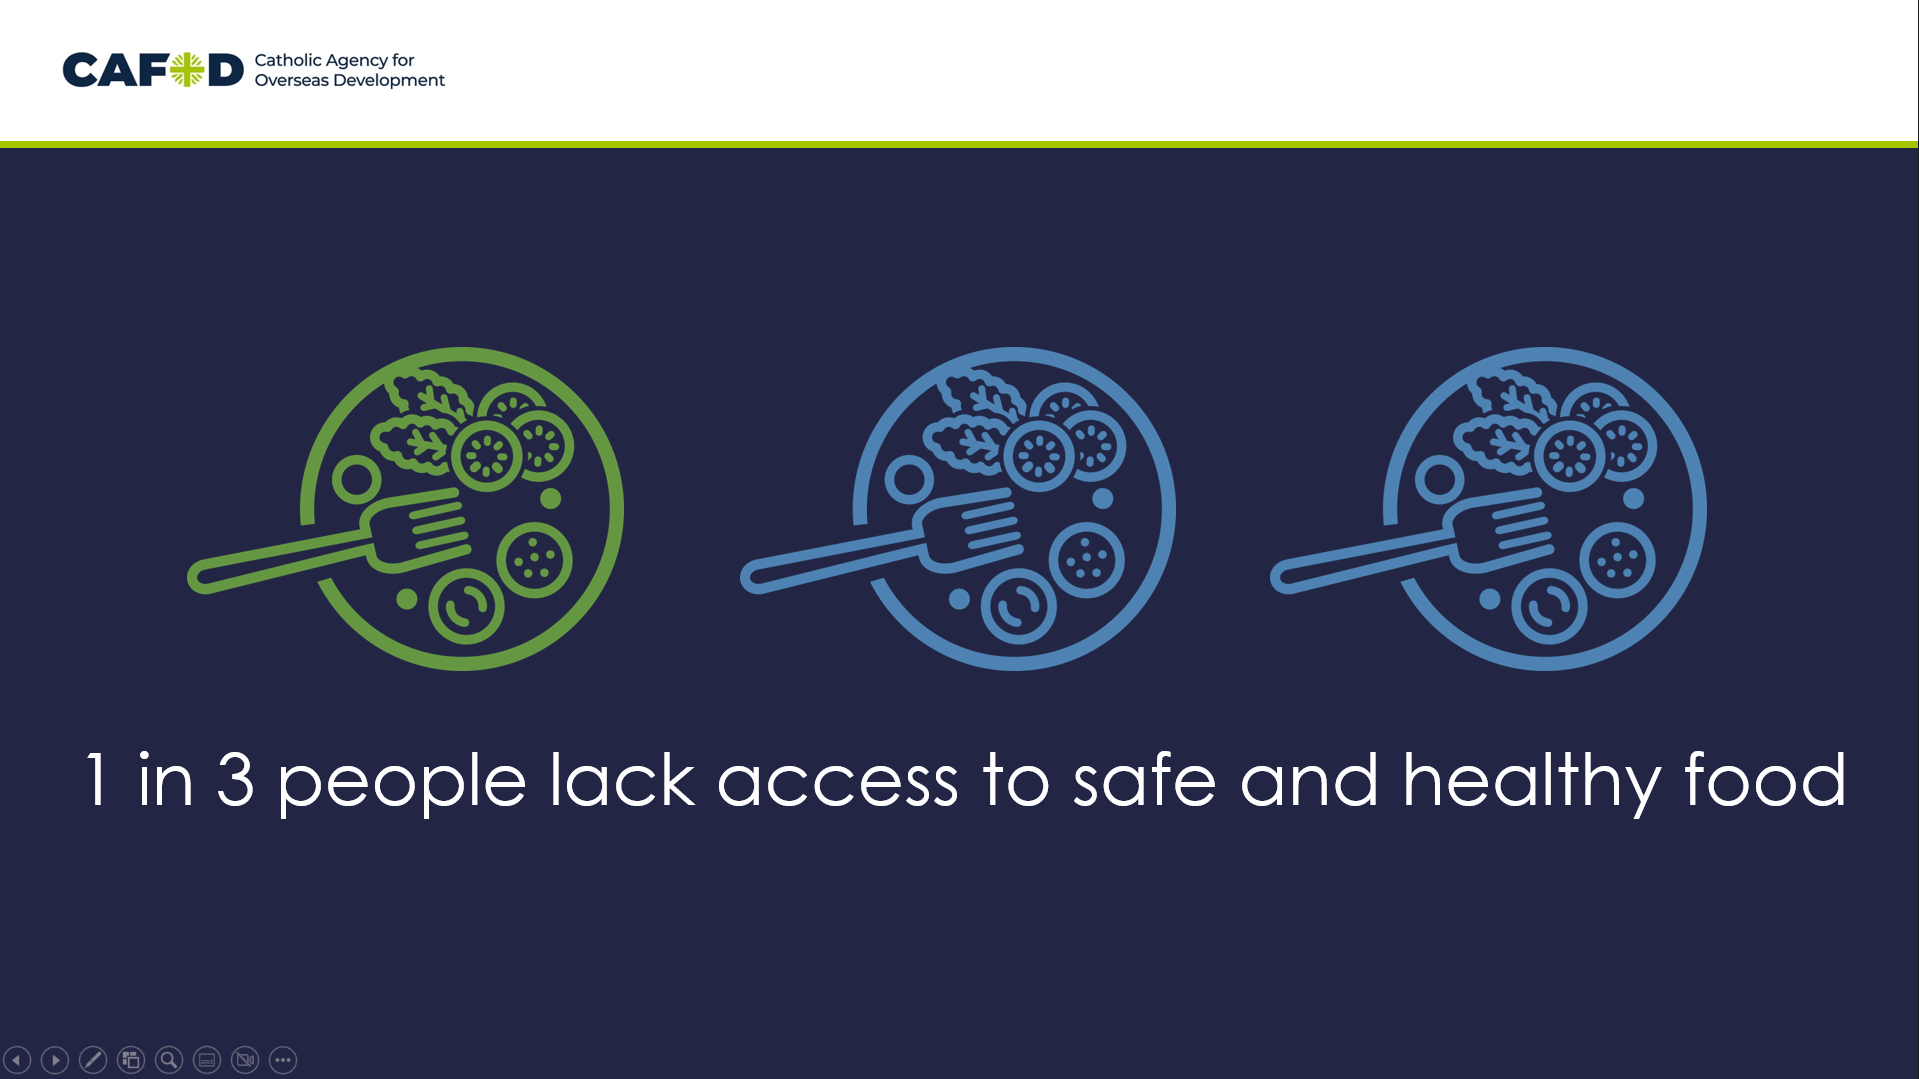 CAFOD
Catholic Agency for
Overseas Development
1 in 3 people lack access to safe and healthy food